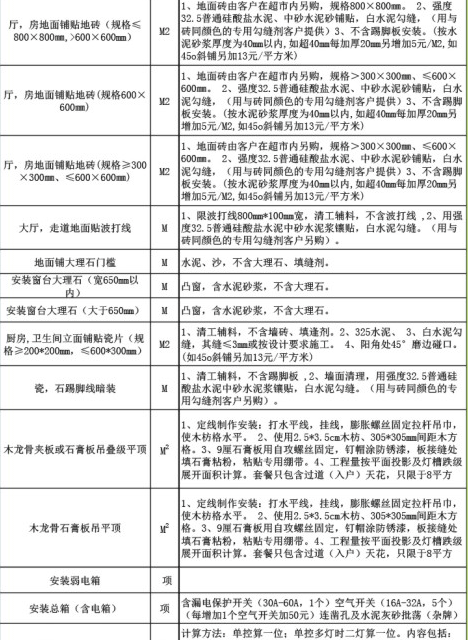 厅，房地面铺贴地砖（规格≤
800×800mm,>600×600mm）
M2
1、地面砖由客户在超市内另购，规格800×800mm。 2、强度
32.5普通硅酸盐水泥、中砂水泥砂铺贴，白水泥勾缝，（用与
砖同颜色的专用勾缝剂客户提供）3、不含踢脚板安装。（按水
泥砂浆厚度为40mm以内,如超40mm每加厚20mm另增加5元/M2,如
45o斜铺另加13元/平方米）
厅，房地面铺贴地砖(规格600×
600mm)
M2
1、地面砖由客户在超市内另购，规格＞300×300mm、≤600×
600mm。 2、强度32.5普通硅酸盐水泥、中砂水泥砂铺贴，白水
泥勾缝，（用与砖同颜色的专用勾缝剂客户提供）3、不含踢脚
板安装。（按水泥砂浆厚度为40mm以内,如超40mm每加厚20mm另
增加5元/M2,如45o斜铺另加13元/平方米）
厅，房地面铺贴地砖(规格≥300
×300mm、≤600×600mm)
M2
1、地面砖由客户在超市内另购，规格＞300×300mm、≤600×
600mm。 2、强度32.5普通硅酸盐水泥、中砂水泥砂铺贴，白水
泥勾缝，（用与砖同颜色的专用勾缝剂客户提供）3、不含踢脚
板安装。（按水泥砂浆厚度为40mm以内,如超40mm每加厚20mm另
增加5元/M2,如45o斜铺另加13元/平方米）
大厅，走道地面贴波打线
M
1、限波打线800mm*100mm宽，清工辅料，不含波打线 ,2、用强
度32.5普通硅盐水泥中砂水泥浆镶贴，白水泥勾缝。（用与
砖同颜色的专用勾缝剂客户另购）。
地面铺大理石门槛
M
水泥、沙，不含大理石、填缝剂。
安装窗台大理石（宽650mm以
内）
M
凸窗，含水泥砂浆，不含大理石。
安装窗台大理石（大于650mm）
M
凸窗，含水泥砂浆，不含大理石。
厨房,卫生间立面铺贴瓷片（规
格≥200*200mm，≤600*300mm）
M2
1、清工辅料，不含墙砖、填逢剂。2、325水泥、 3、白水泥勾
缝，其缝≤3mm或按设计要求施工。 4、阳角处45°磨边碰口。
(如45o斜铺另加13元/平方米)
瓷，石踢脚线暗装
M
1、清工辅料，不含踢脚板 ,2、墙面清理，用强度32.5普通硅
酸盐水泥中砂水泥浆镶贴，白水泥勾缝。（用与砖同颜色的专
用勾缝剂客户另购）。
木龙骨夹板或石膏板吊叠级平顶
M²
1、定线制作安装：打水平线，挂线，膨胀螺丝固定拉杆吊巾，
使木枋格水平。 2、使用2.5*3.5cm木枋、305*305mm间距木方
格。3、9厘石膏板用自攻螺丝固定，钉帽涂防锈漆，板接缝处
填石膏粘粉，粘贴专用绷带。4、工程量按平面投影及灯槽跌级
展开面积计算。套餐只包含过道（入户）天花，只限于8平方
木龙骨石膏板吊平顶
M²
1、定线制作安装：打水平线，挂线，膨胀螺丝固定拉杆吊巾，
使木枋格水平， 2、使用2.5*3.5cm木枋、305*305mm间距木方
格。3、9厘石膏板用自攻螺丝固定，钉帽涂防锈漆，板接缝处
填石膏粘粉，粘贴专用绷带。4、工程量按平面投影及灯槽跌级
展开面积计算。套餐只包含过道（入户）天花，只限于8平方
安装弱电箱
项
安装总箱（含电箱）
项
含漏电保护开关（30A-60A，1个）空气开关（16A-32A，5个）
（每增加1个空气开关加50元）连凿孔及水泥灰砂批荡（杂牌）
计算方法：单控算一位；单控多灯时二灯算一位。内容包括：